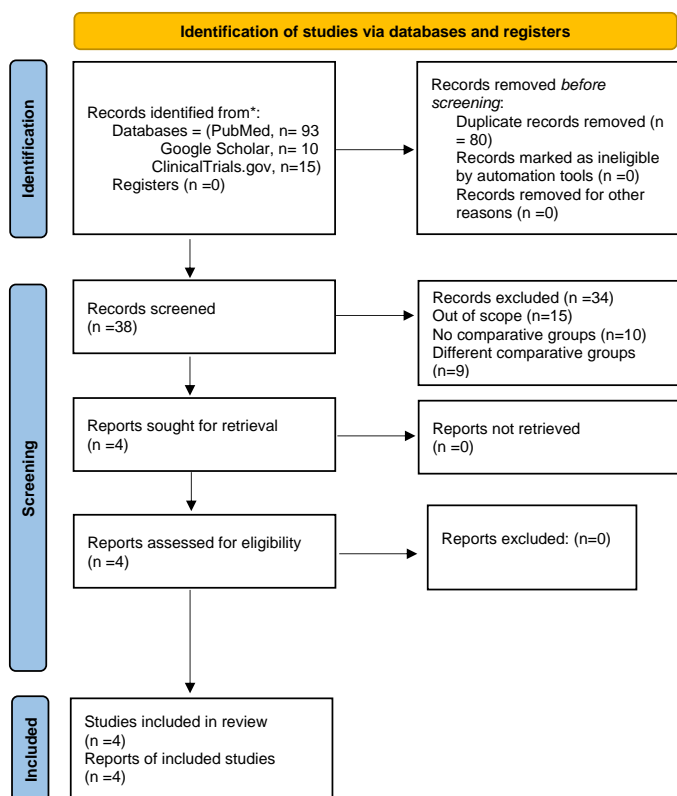 Identification of studies via databases and registers
Identification
Records identified from*:
Databases = (PubMed, n= 93
Google Scholar, n= 10
ClinicalTrials.gov, n=15)
Registers (n =0)
Records removed before
screening:
Duplicate records removed (n
= 80)
Records marked as ineligible
by automation tools (n =0)
Records removed for other
reasons (n =0)
Screening
Records screened
(n =38)
Records excluded (n =34)
Out of scope (n=15)
No comparative groups (n=10)
Different comparative groups
(n=9)
Reports sought for retrieval
(n =4)
Reports not retrieved
(n =0)
Reports assessed for eligibility
(n =4)
Reports excluded: (n=0)
Included
Studies included in review
(n =4)
Reports of included studies
(n =4)